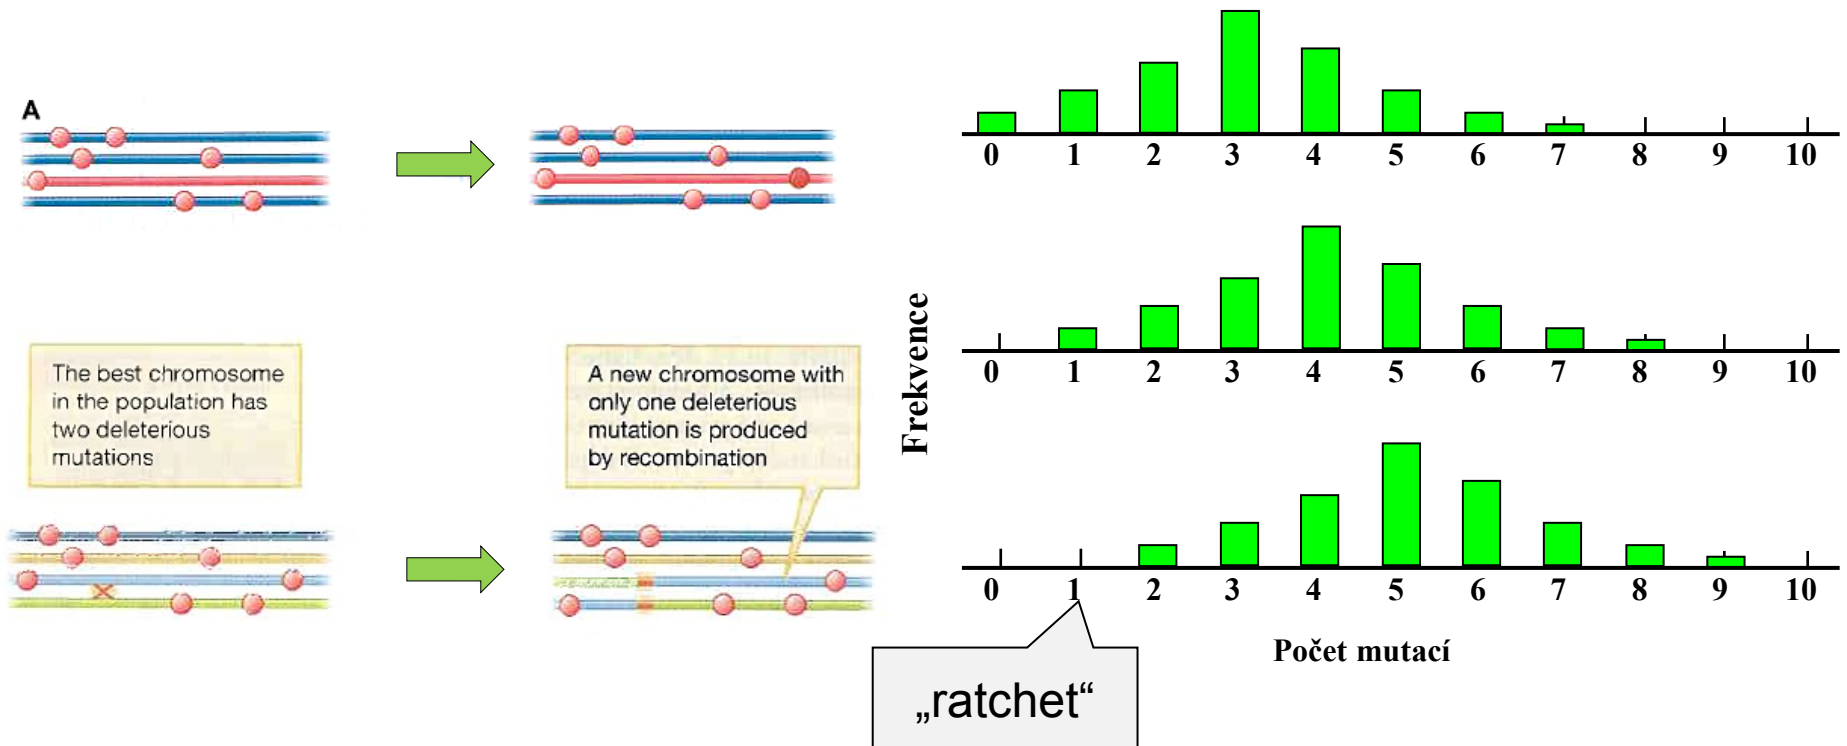 A
The best chromosome
in the population has
two deleterious
mutations
A new chromosome with
only one deleterious
mutation is produced
by recombination
0 1 2 3 4 5 6 7 8 9 10
Frekvence
0 1 2 3 4 5 6 7 8 9 10
0 1 2 3 4 5 6 7 8 9 10
Počet mutací
„ratchet“